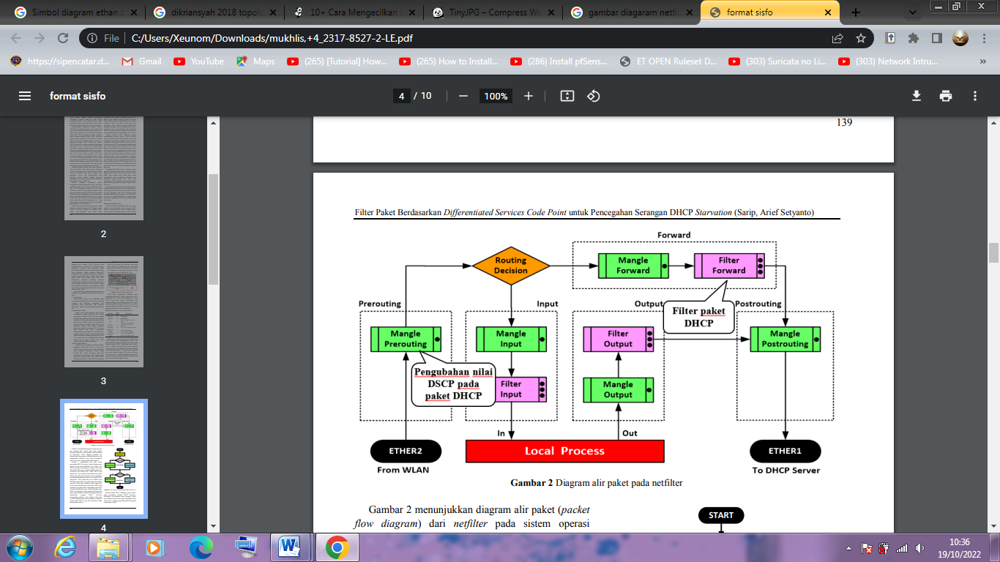 Simbol diagram ethan z
dikriansyah 2018 topolo
10+ Cara Mengecilkan
TinyJPG – Compress We
gambar diagaram netfil
format sisfo
File
C:/Users/Xeunom/Downloads/mukhlis,+4_2317-8527-2-LE.pdf
https://sipencatar.d...
Gmail
YouTube
Maps
(265) [Tutorial] How...
(265) How to Install...
(286) Install pfSens...
ET OPEN Ruleset D...
(303) Suricata no Li...
(303) Network Intru...
format sisfo
4 / 10
100%
2
3
4
139
Filter Paket Berdasarkan Differentiated Services Code Point untuk Pencegahan Serangan DHCP Starvation (Sarip, Arief Setyanto)
Forward
Routing
Decision
Mangle
Forward
Filter
Forward
Prerouting
Input
Output
Postrouting
Filter paket
DHCP
Mangle
Prerouting
Mangle
Input
Filter
Output
Mangle
Postrouting
Pengubahan nilai
DSCP pada
paket DHCP
Filter
Input
Mangle
Output
In
Out
ETHER2
Local Process
ETHER1
From WLAN
To DHCP Server
Gambar 2 Diagram alir paket pada netfilter
Gambar 2 menunjukkan diagram alir paket (packet
flow diagram) dari netfilter pada sistem operasi
START
10:36
19/10/2022